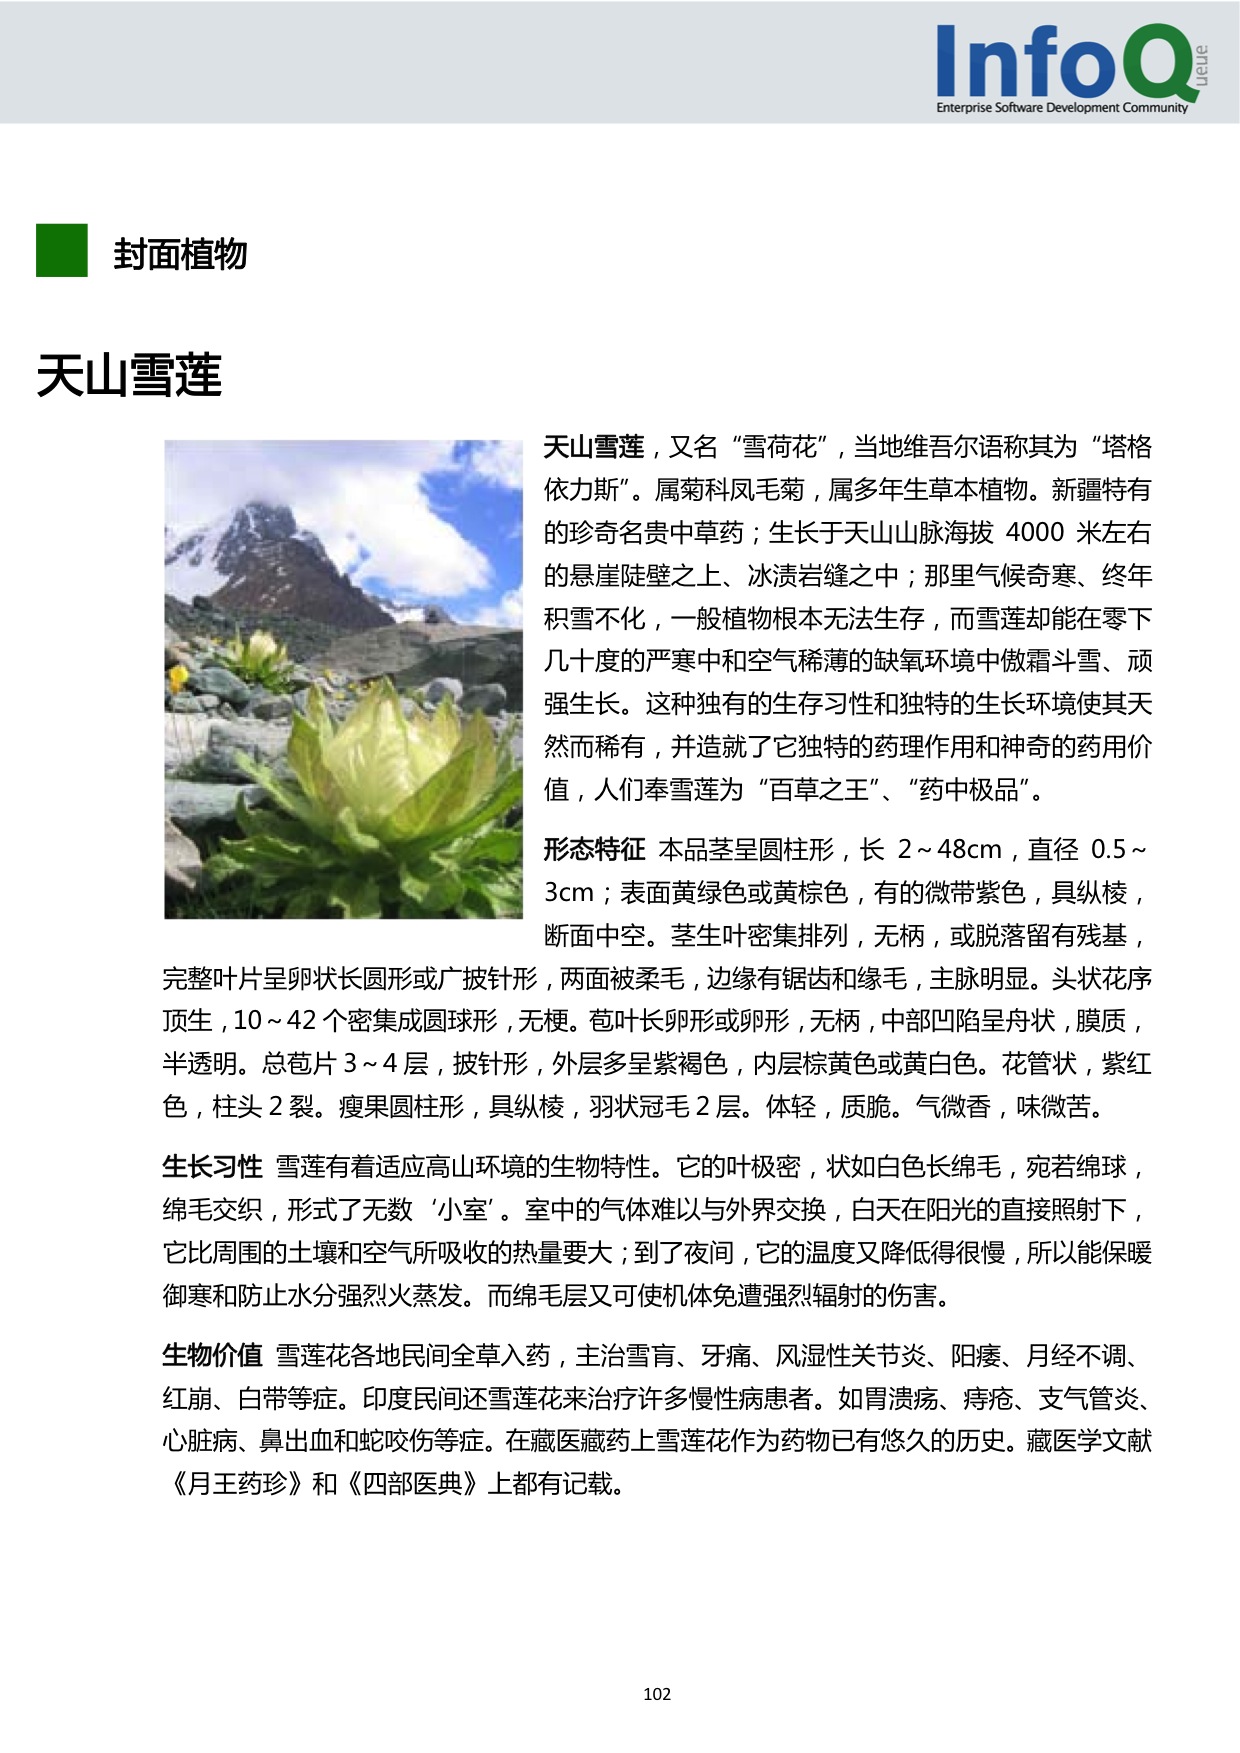 InfoQ
ueue
Enterprise Software Development Community
封面植物
天山雪莲
天山雪莲，又名“雪荷花”，当地维吾尔语称其为“塔格
依力斯”。属菊科凤毛菊，属多年生草本植物。新疆特有
的珍奇名贵中草药；生长于天山山脉海拔 4000 米左右
的悬崖陡壁之上、冰渍岩缝之中；那里气候奇寒、终年
积雪不化，一般植物根本无法生存，而雪莲却能在零下
几十度的严寒中和空气稀薄的缺氧环境中傲霜斗雪、顽
强生长。这种独有的生存习性和独特的生长环境使其天
然而稀有，并造就了它独特的药理作用和神奇的药用价
值，人们奉雪莲为“百草之王”、“药中极品”。
形态特征 本品茎呈圆柱形，长 2～48cm，直径 0.5～
3cm；表面黄绿色或黄棕色，有的微带紫色，具纵棱，
断面中空。茎生叶密集排列，无柄，或脱落留有残基，
完整叶片呈卵状长圆形或广披针形，两面被柔毛，边缘有锯齿和缘毛，主脉明显。头状花序
顶生，10～42个密集成圆球形，无梗。苞叶长卵形或卵形，无柄，中部凹陷呈舟状，膜质，
半透明。总苞片3～4层，披针形，外层多呈紫褐色，内层棕黄色或黄白色。花管状，紫红
色，柱头2裂。瘦果圆柱形，具纵棱，羽状冠毛2层。体轻，质脆。气微香，味微苦。
生长习性 雪莲有着适应高山环境的生物特性。它的叶极密，状如白色长绵毛，宛若绵球，
绵毛交织，形式了无数‘小室’。室中的气体难以与外界交换，白天在阳光的直接照射下，
它比周围的土壤和空气所吸收的热量要大；到了夜间，它的温度又降低得很慢，所以能保暖
御寒和防止水分强烈火蒸发。而绵毛层又可使机体免遭强烈辐射的伤害。
生物价值 雪莲花各地民间全草入药，主治雪肓、牙痛、风湿性关节炎、阳痿、月经不调、
红崩、白带等症。印度民间还雪莲花来治疗许多慢性病患者。如胃溃疡、痔疮、支气管炎、
心脏病、鼻出血和蛇咬伤等症。在藏医藏药上雪莲花作为药物已有悠久的历史。藏医学文献
《月王药珍》和《四部医典》上都有记载。
102